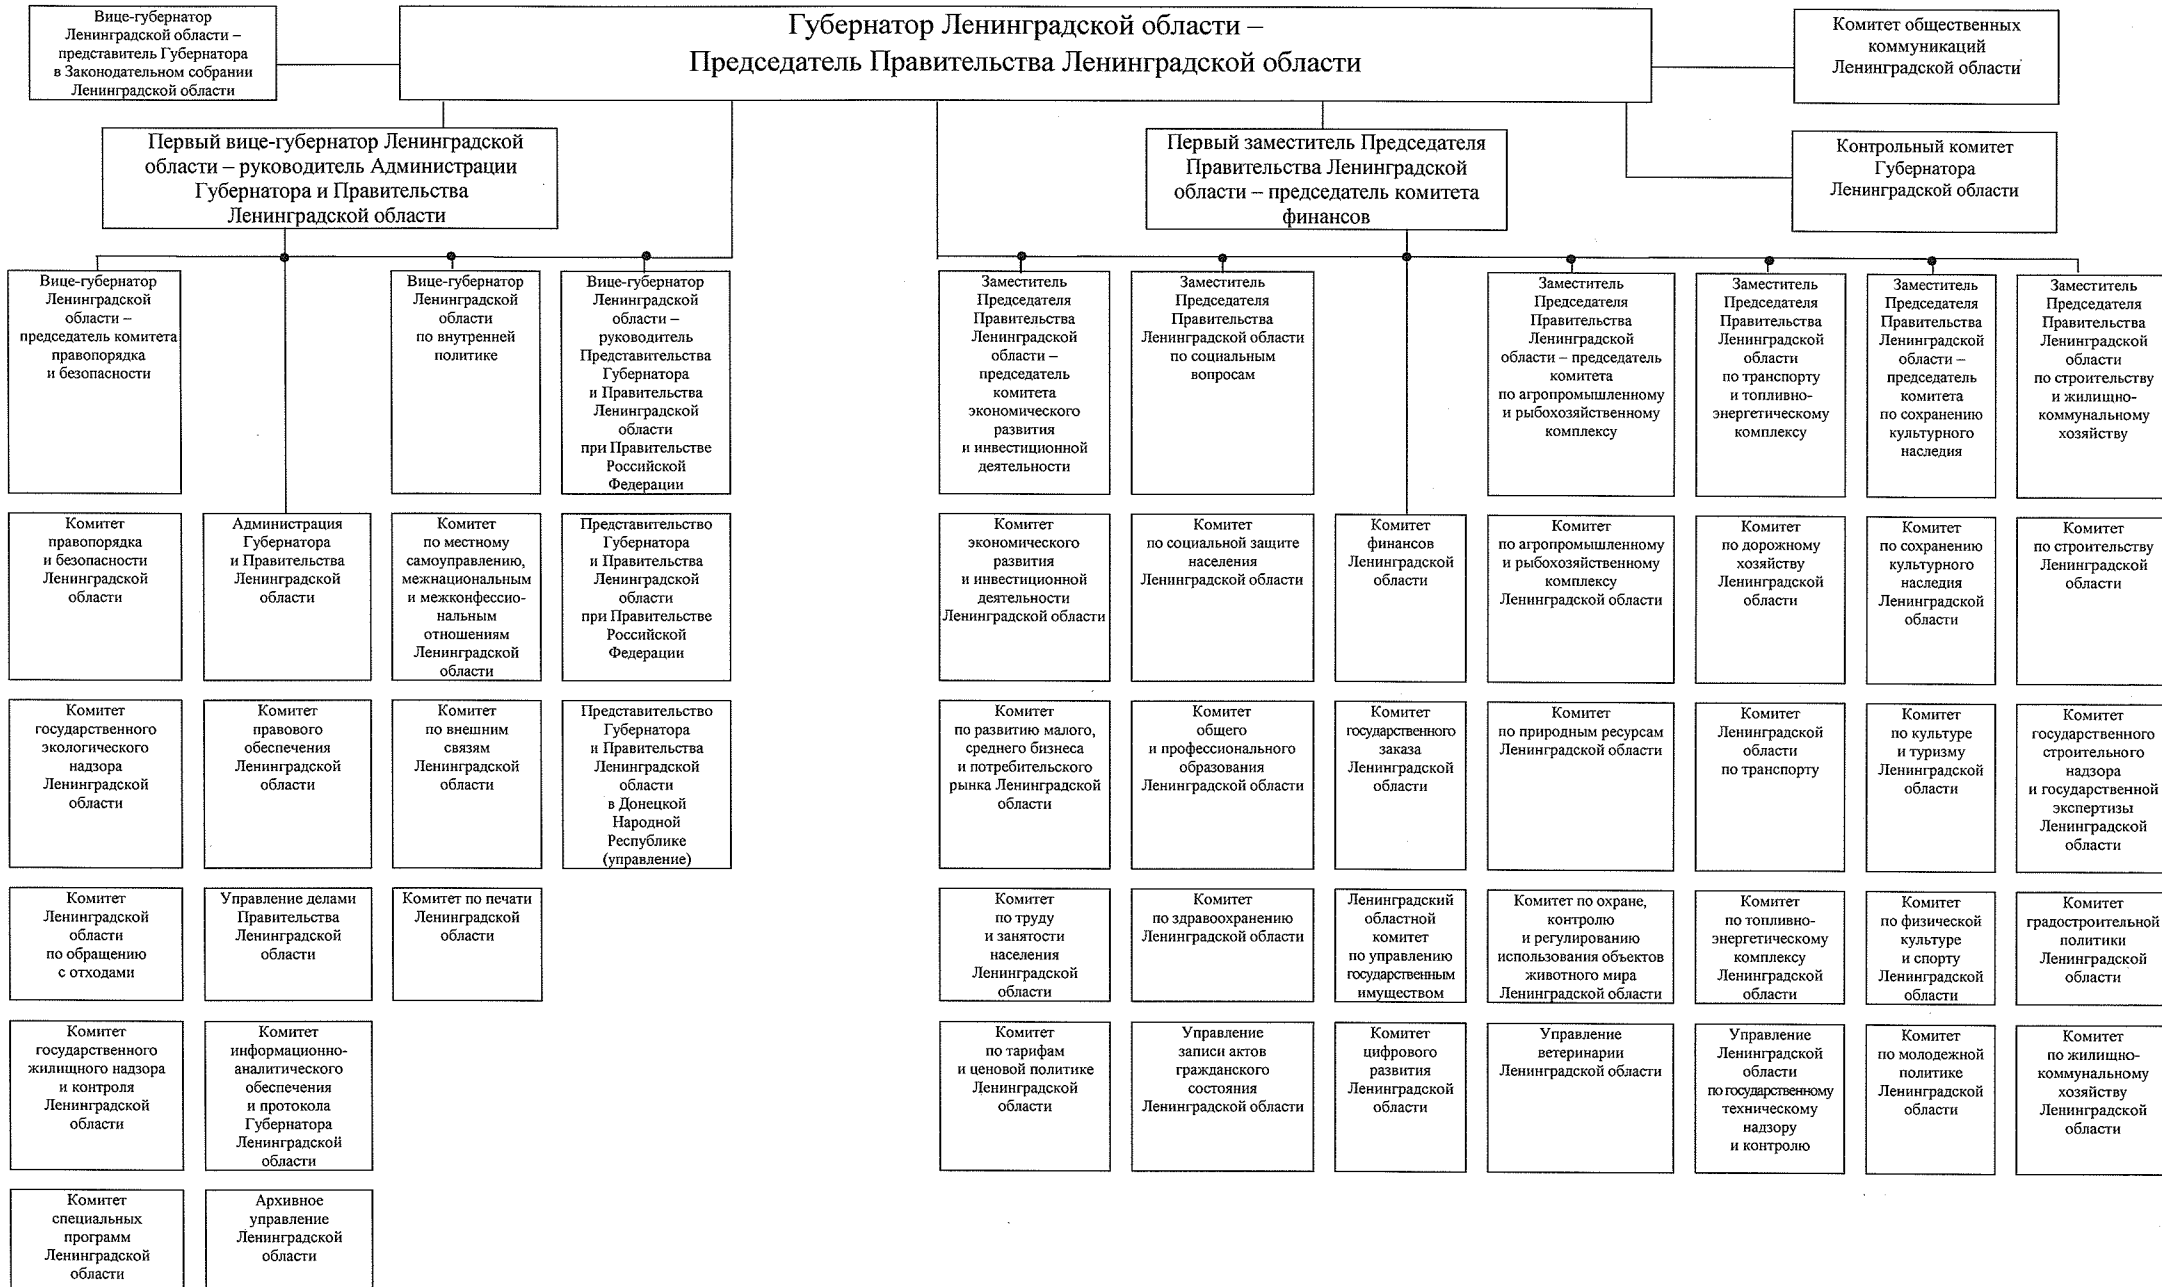 Вице-губернатор
Ленинградской области –
представитель Губернатора
в Законодательном собрании
Ленинградской области
Губернатор Ленинградской области –
Председатель Правительства Ленинградской области
Комитет общественных
коммуникаций
Ленинградской области
Первый вице-губернатор Ленинградской
области – руководитель Администрации
Губернатора и Правительства
Ленинградской области
Первый заместитель Председателя
Правительства Ленинградской
области – председатель комитета
финансов
Контрольный комитет
Губернатора
Ленинградской области
Вице-губернатор
Ленинградской
области –
председатель комитета
правопорядка
и безопасности
Вице-губернатор
Ленинградской
области
по внутренней
политике
Вице-губернатор
Ленинградской
области –
руководитель
Представительства
Губернатора
и Правительства
Ленинградской
области
при Правительстве
Российской
Федерации
Заместитель
Председателя
Правительства
Ленинградской
области –
председатель
комитета
экономического
развития
и инвестиционной
деятельности
Заместитель
Председателя
Правительства
Ленинградской области
по социальным
вопросам
Заместитель
Председателя
Правительства
Ленинградской
области – председатель
комитета
по агропромышленному
и рыбохозяйственному
комплексу
Заместитель
Председателя
Правительства
Ленинградской
области
по транспорту
и топливно-
энергетическому
комплексу
Заместитель
Председателя
Правительства
Ленинградской
области –
председатель
комитета
по сохранению
культурного
наследия
Заместитель
Председателя
Правительства
Ленинградской
области
по строительству
и жилищно-
коммунальному
хозяйству
Комитет
правопорядка
и безопасности
Ленинградской
области
Администрация
Губернатора
и Правительства
Ленинградской
области
Комитет
по местному
самоуправлению,
межнациональным
и межконфессио-
нальным
отношениям
Ленинградской
области
Представительство
Губернатора
и Правительства
Ленинградской
области
при Правительстве
Российской
Федерации
Комитет
экономического
развития
и инвестиционной
деятельности
Ленинградской области
Комитет
по социальной защите
населения
Ленинградской области
Комитет
финансов
Ленинградской
области
Комитет
по агропромышленному
и рыбохозяйственному
комплексу
Ленинградской области
Комитет
по дорожному
хозяйству
Ленинградской
области
Комитет
по сохранению
культурного
наследия
Ленинградской
области
Комитет
по строительству
Ленинградской
области
Комитет
государственного
экологического
надзора
Ленинградской
области
Комитет
правового
обеспечения
Ленинградской
области
Комитет
по внешним
связям
Ленинградской
области
Представительство
Губернатора
и Правительства
Ленинградской
области
в Донецкой
Народной
Республике
(управление)
Комитет
по развитию малого,
среднего бизнеса
и потребительского
рынка Ленинградской
области
Комитет
общего
и профессионального
образования
Ленинградской области
Комитет
государственного
заказа
Ленинградской
области
Комитет
по природным ресурсам
Ленинградской области
Комитет
Ленинградской
области
по транспорту
Комитет
по культуре
и туризму
Ленинградской
области
Комитет
государственного
строительного
надзора
и государственной
экспертизы
Ленинградской
области
Комитет
Ленинградской
области
по обращению
с отходами
Управление делами
Правительства
Ленинградской
области
Комитет по печати
Ленинградской
области
Комитет
по труду
и занятости
населения
Ленинградской
области
Комитет
по здравоохранению
Ленинградской области
Ленинградский
областной
комитет
по управлению
государственным
имуществом
Комитет по охране,
контролю
и регулированию
использования объектов
животного мира
Ленинградской области
Комитет
по топливно-
энергетическому
комплексу
Ленинградской
области
Комитет
по физической
культуре
и спорту
Ленинградской
области
Комитет
градостроительной
политики
Ленинградской
области
Комитет
государственного
жилищного надзора
и контроля
Ленинградской
области
Комитет
информационно-
аналитического
обеспечения
и протокола
Губернатора
Ленинградской
области
Комитет
по тарифам
и ценовой политике
Ленинградской
области
Управление
записи актов
гражданского
состояния
Ленинградской области
Комитет
цифрового
развития
Ленинградской
области
Управление
ветеринарии
Ленинградской области
Управление
Ленинградской
области
по государственному
техническому
надзору
и контролю
Комитет
по молодежной
политике
Ленинградской
области
Комитет
по жилищно-
коммунальному
хозяйству
Ленинградской
области
Комитет
специальных
программ
Ленинградской
области
Архивное
управление
Ленинградской
области